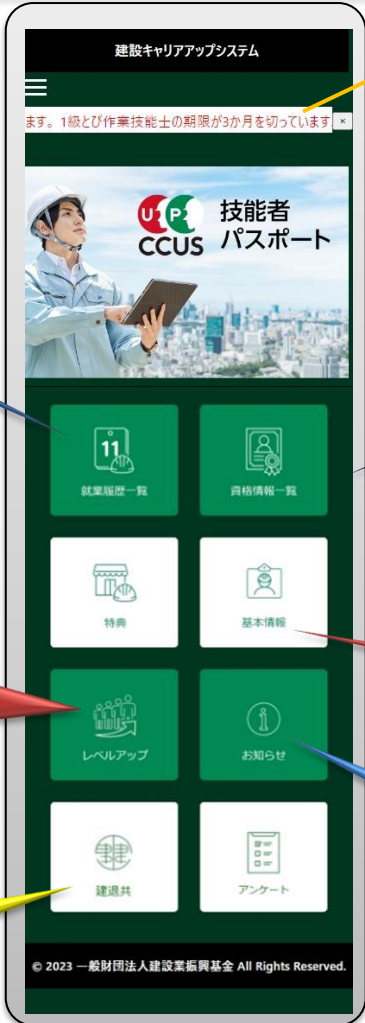 建設キャリアアップシステム
ます。1級とび作業技能士の期限が3か月を切っています
×
UP
CCUS
技能者
パスポート
11
就業履歴一覧
資格情報一覧
特典
基本情報
レベルアップ
お知らせ
建退共
アンケート
© 2023 一般財団法人建設業振興基金 All Rights Reserved.